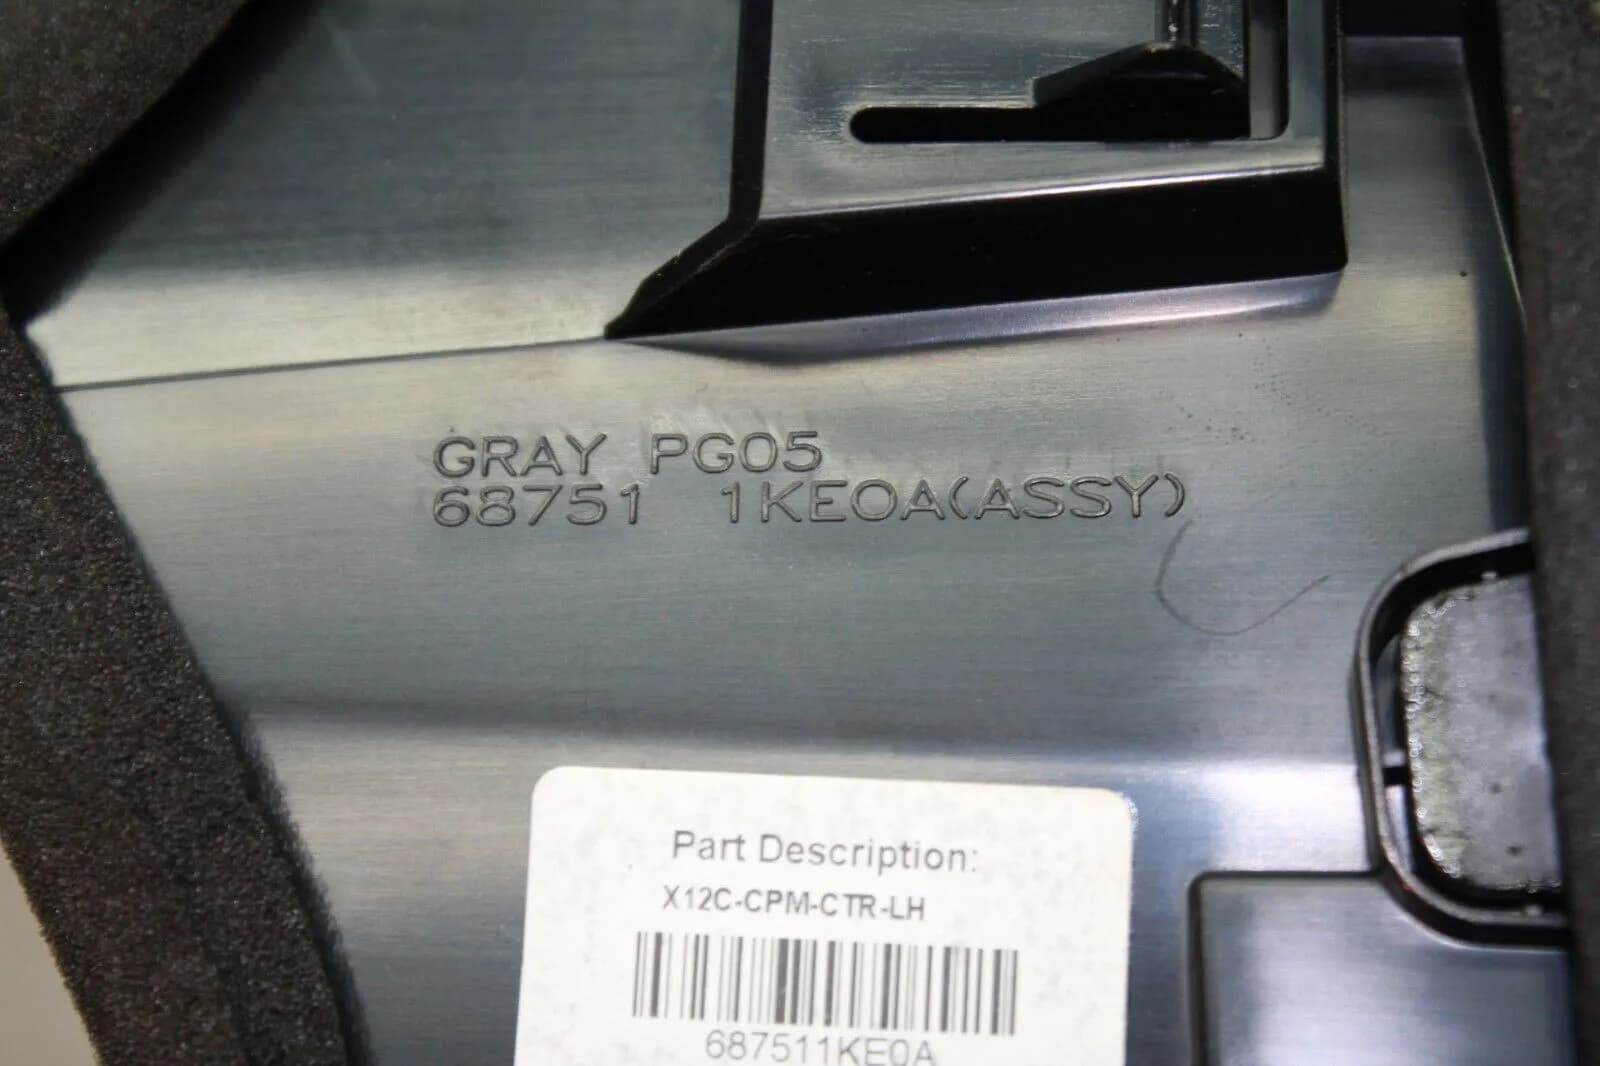 GRAY PG05
68751 1KE0A(ASSY)
Part Description:
X12C-CPM-CTR-LH
687511KE0A